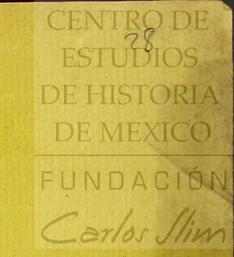 CENTRO DE
28
ESTUDIOS
DE HISTORIA
DE MEXICO
FUNDACIÓN
Carlos Slim